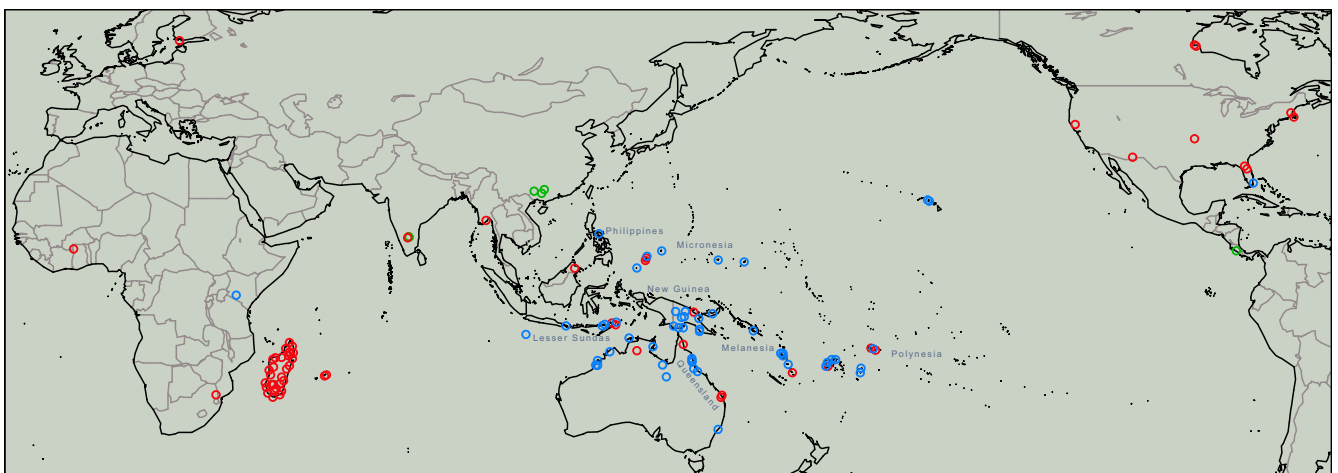 Philippines
Micronesia
New Guinea
Lesser Sundas
Melanesia
Polynesia
Queensland